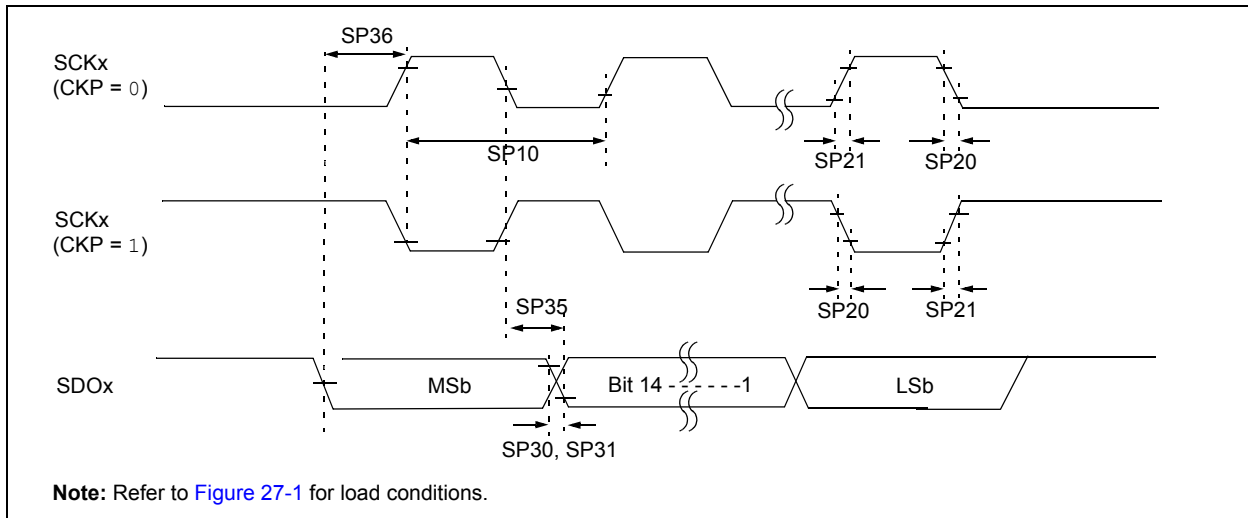 SP36
SCKx
(CKP = 0)
SP10
SP21
SP20
SCKx
(CKP = 1)
SP35
SP20
SP21
SDOx
MSb
Bit 14 - - - - - -1
LSb
SP30, SP31
Note: Refer to Figure 27-1 for load conditions.